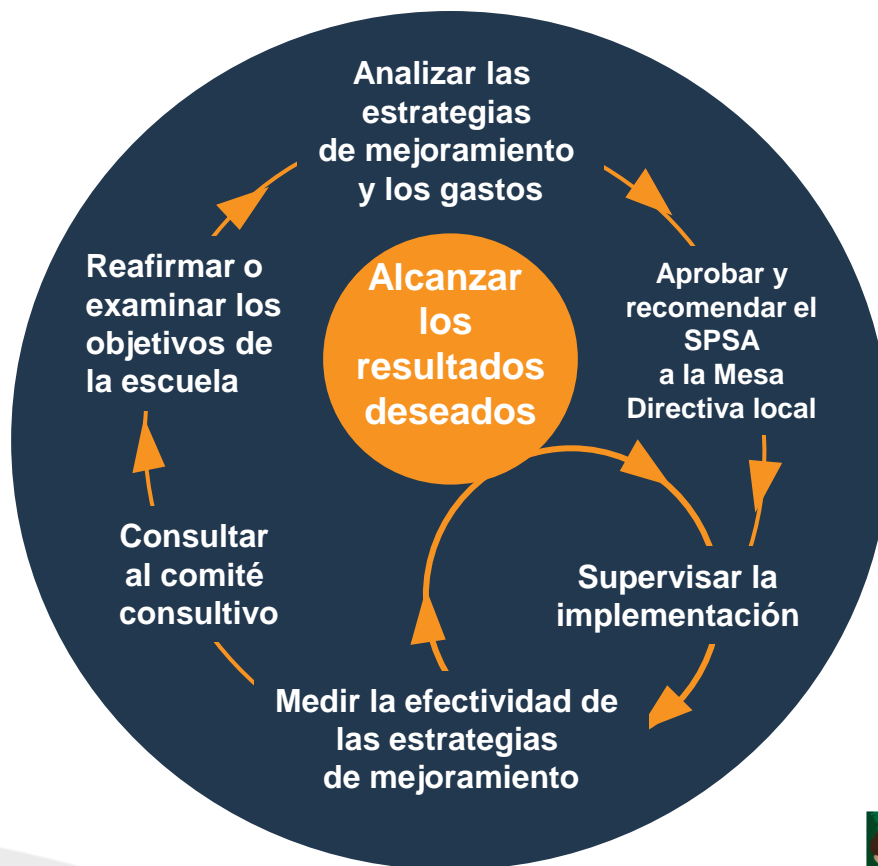 Analizar las
estrategias
de mejoramiento
y los gastos
Aprobar y
recomendar el
SPSA
a la Mesa
Directiva local
Supervisar la
implementación
Medir la efectividad de
las estrategias
de mejoramiento
Consultar
al comité
consultivo
Reafirmar o
examinar los
objetivos de
la escuela
Alcanzar
los
resultados
deseados